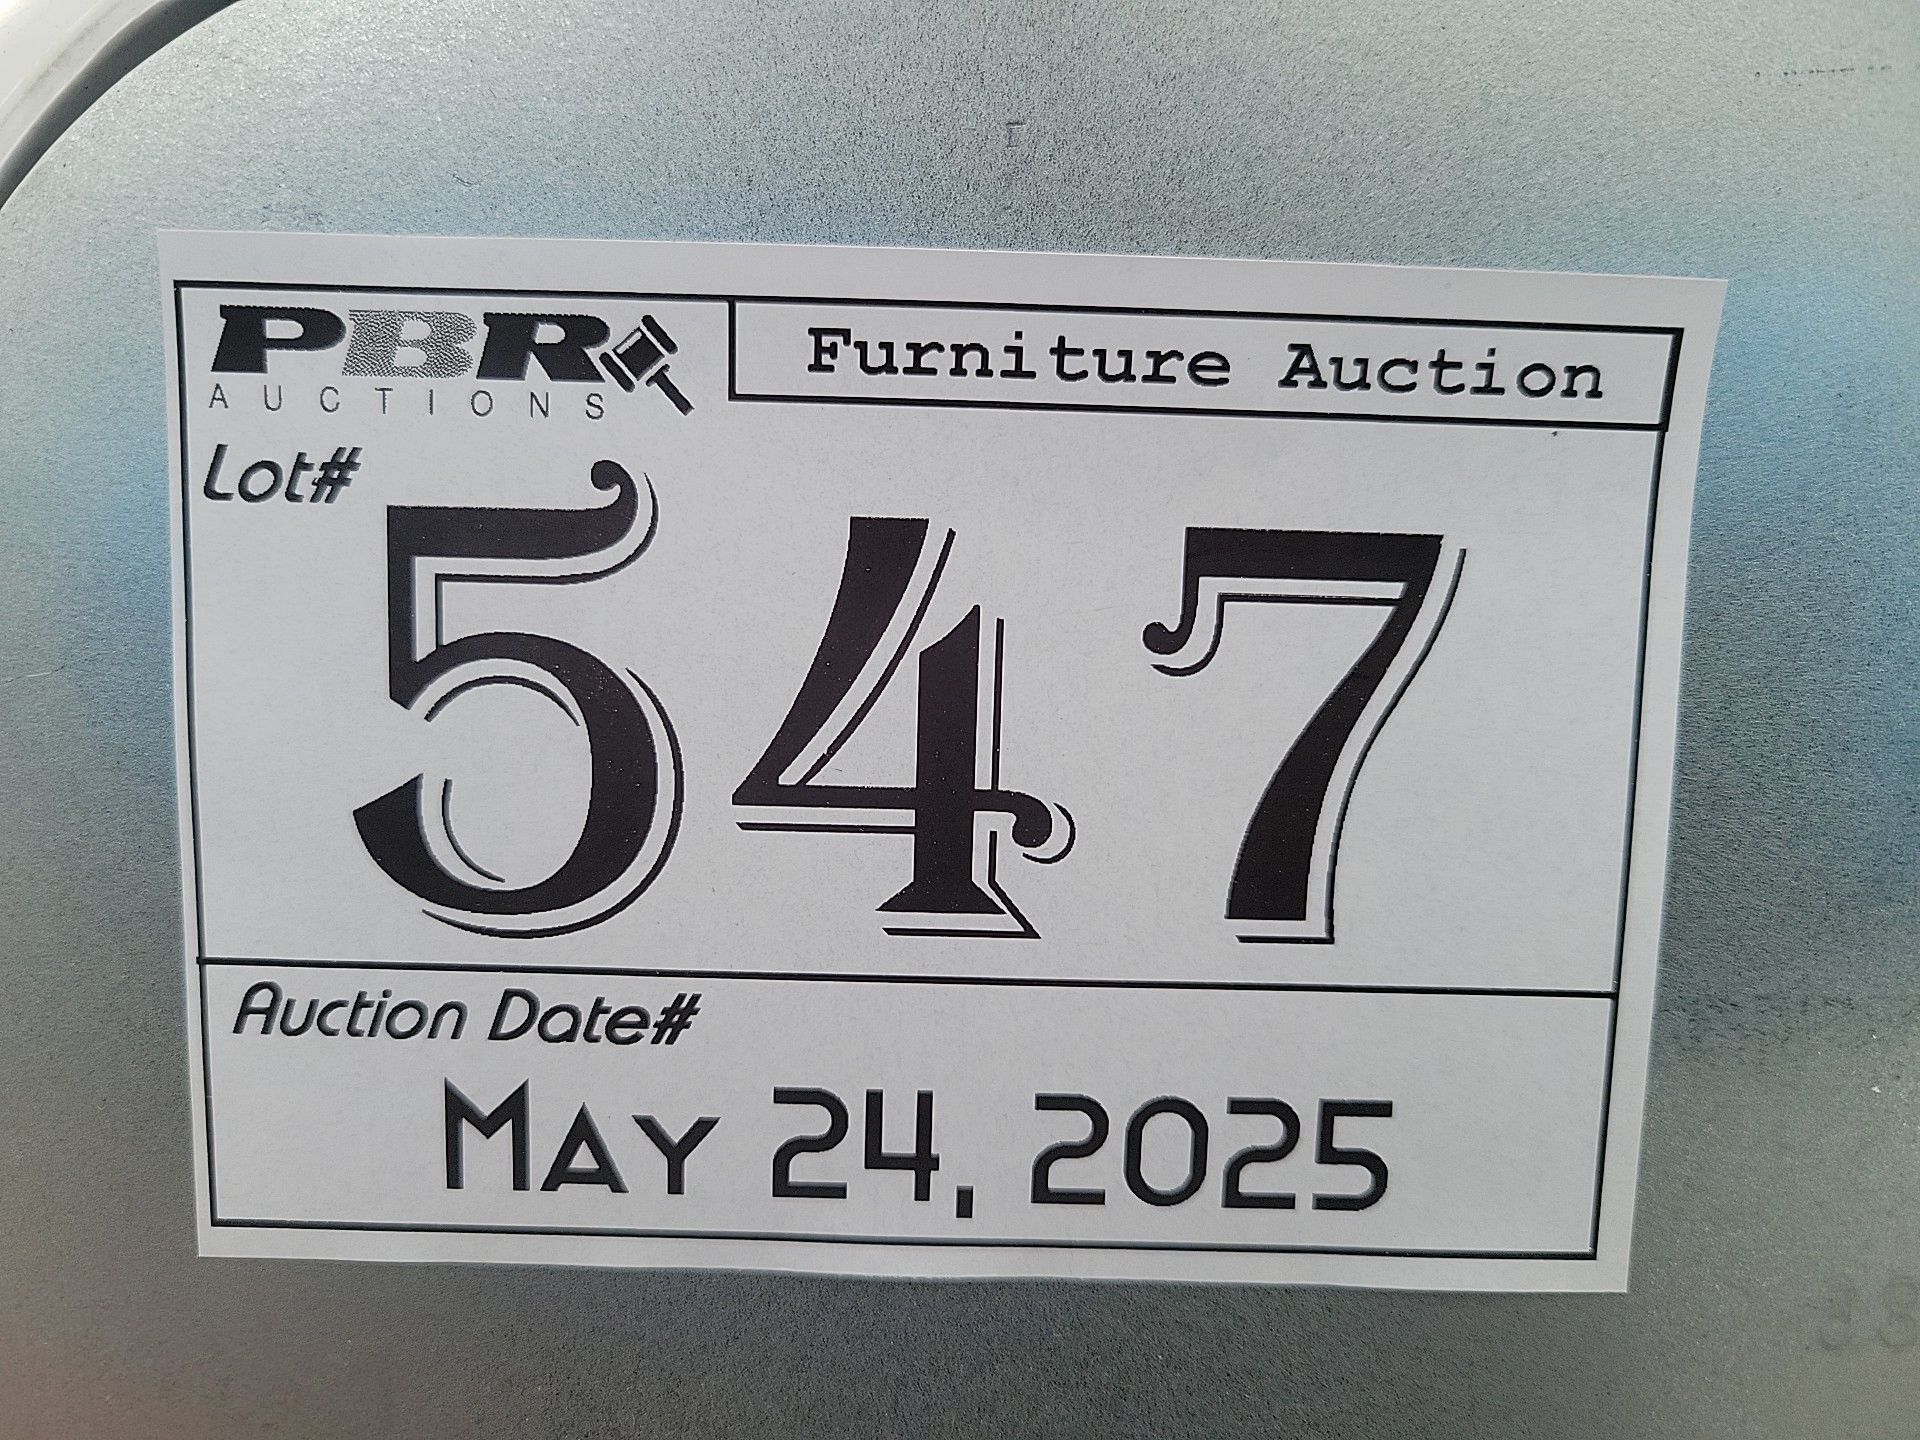 PBR
AUCTIONS
Furniture Auction
Lot#
547
Auction Date#
May 24, 2025